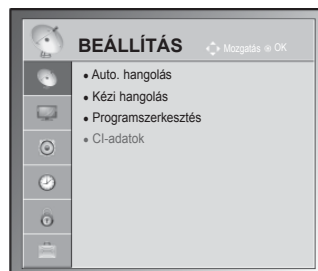 BEÁLLÍTÁS
Mozgatás OK
• Auto. hangolás
• Kézi hangolás
• Programszerkesztés
• CI-adatok